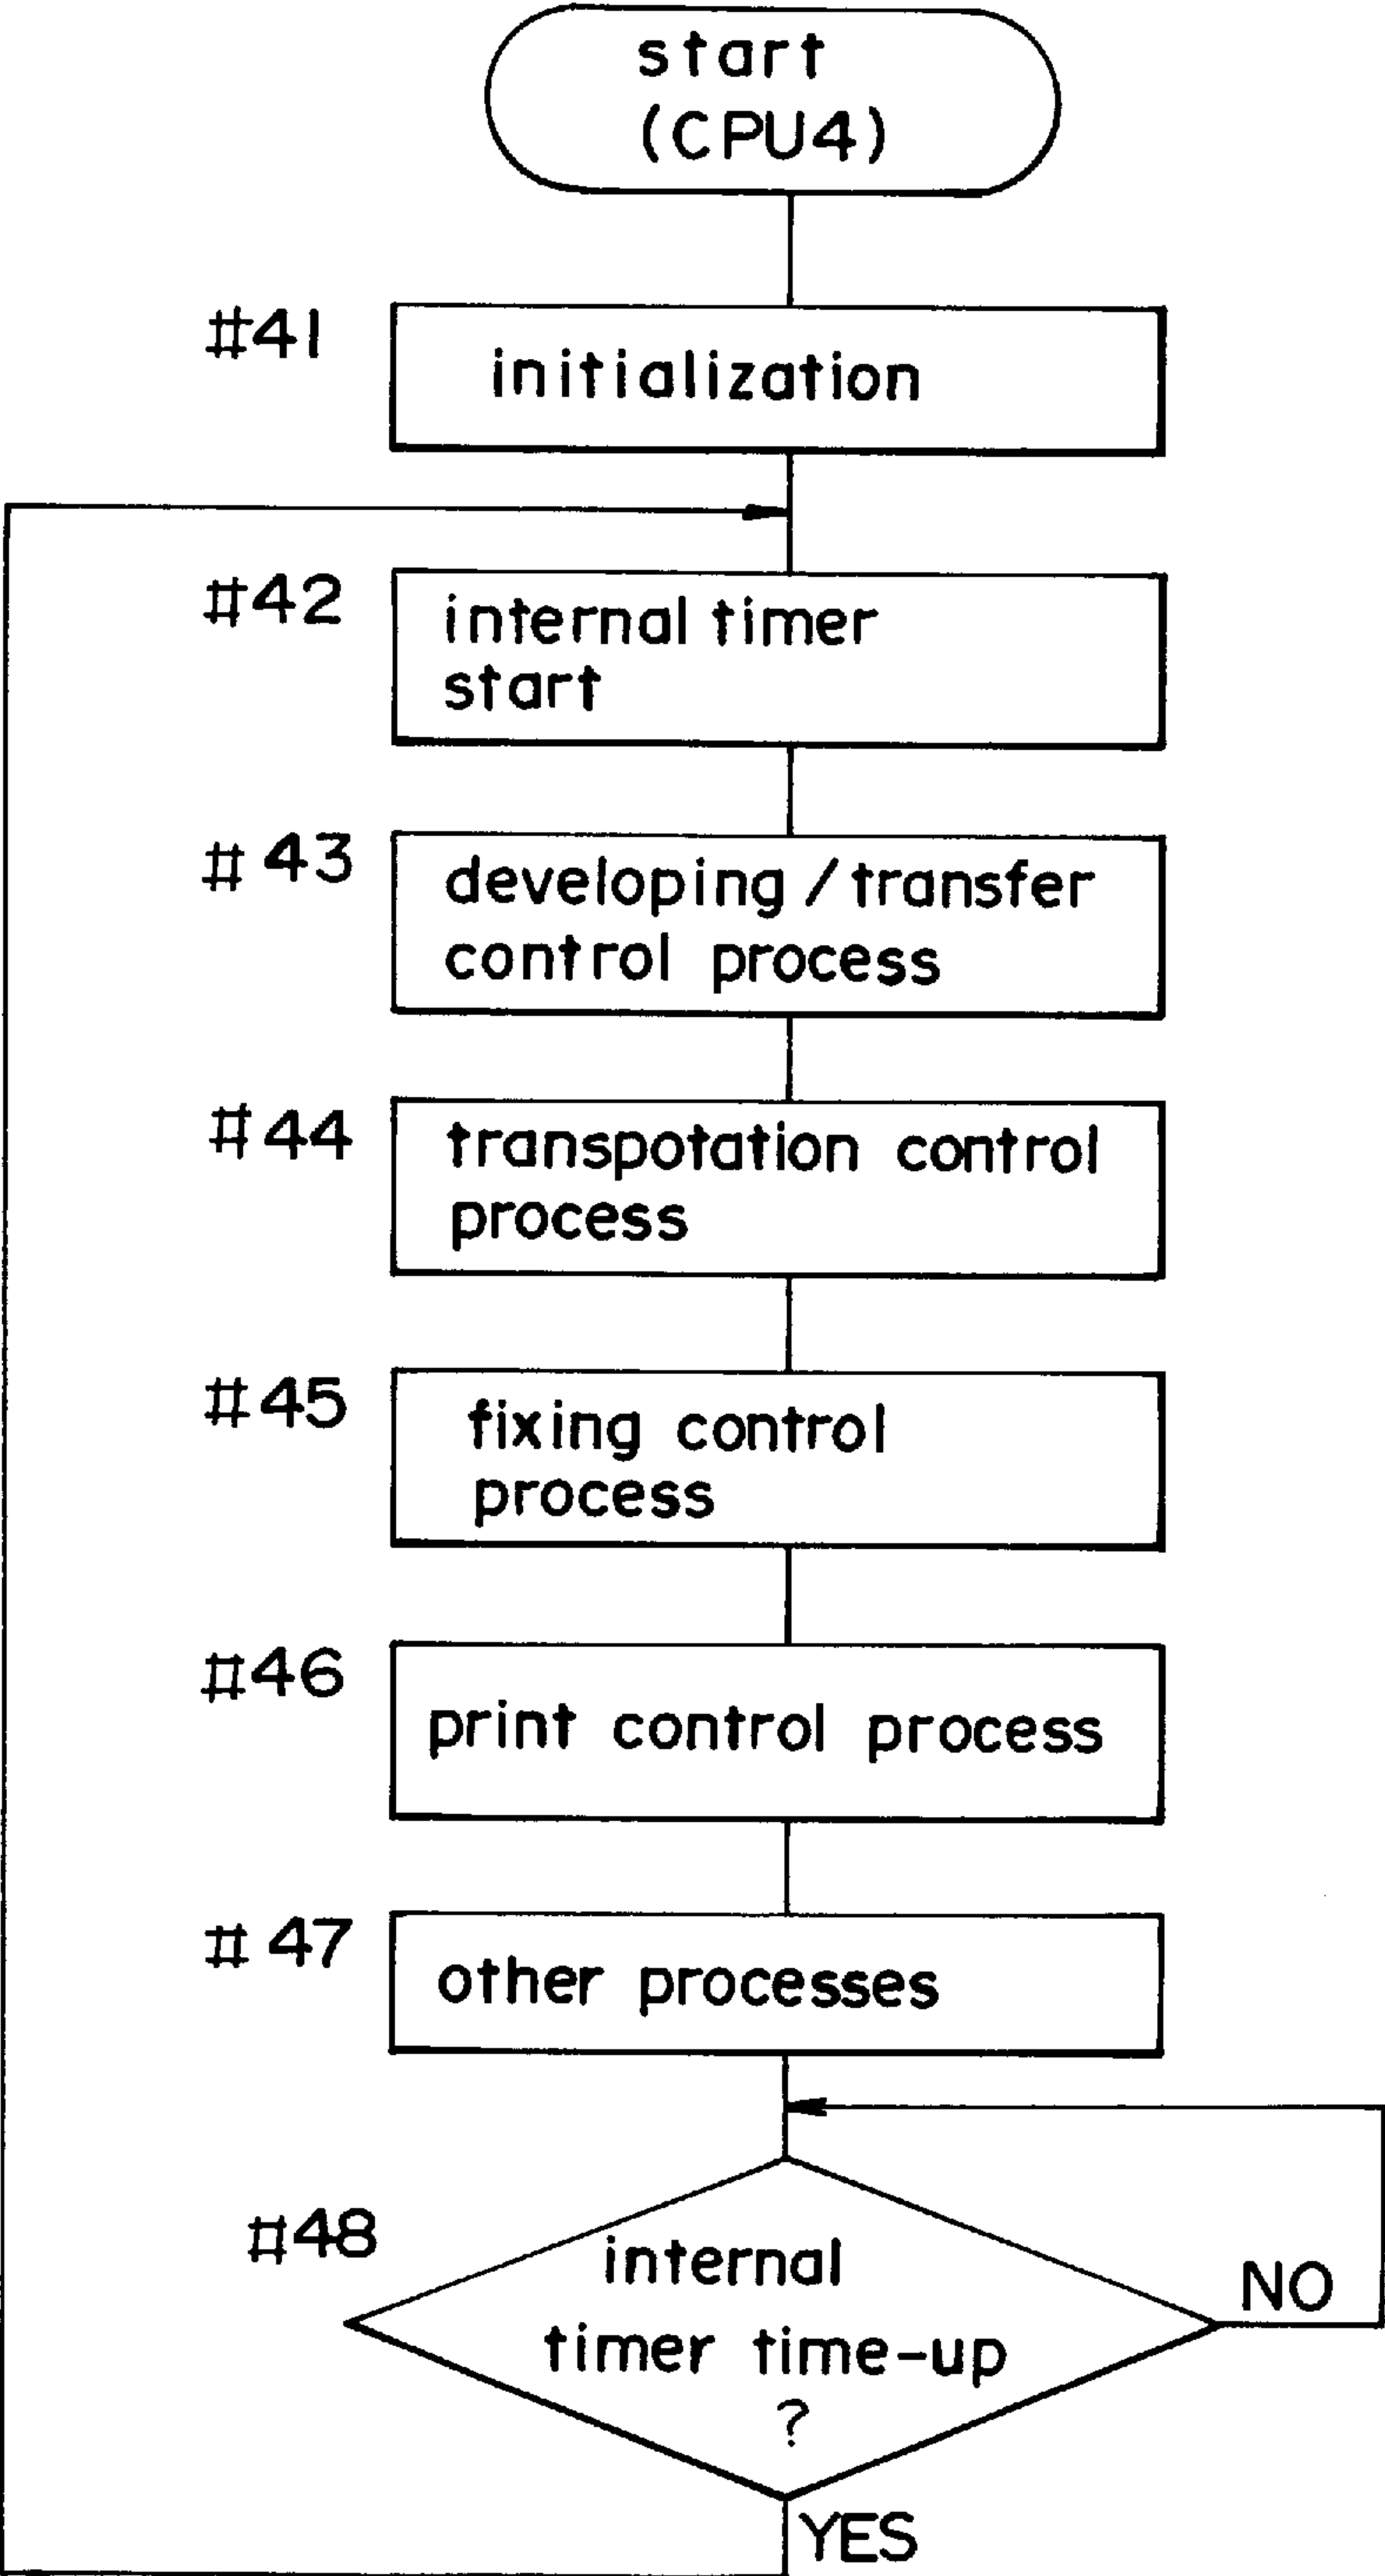 start
(CPU4)
#41
initialization
#42
internal timer
start
#43
developing/transfer
control process
#44
transpotation control
process
#45
fixing control
process
#46
print control process
#47
other processes
#48
internal
timer time-up
?
NO
YES